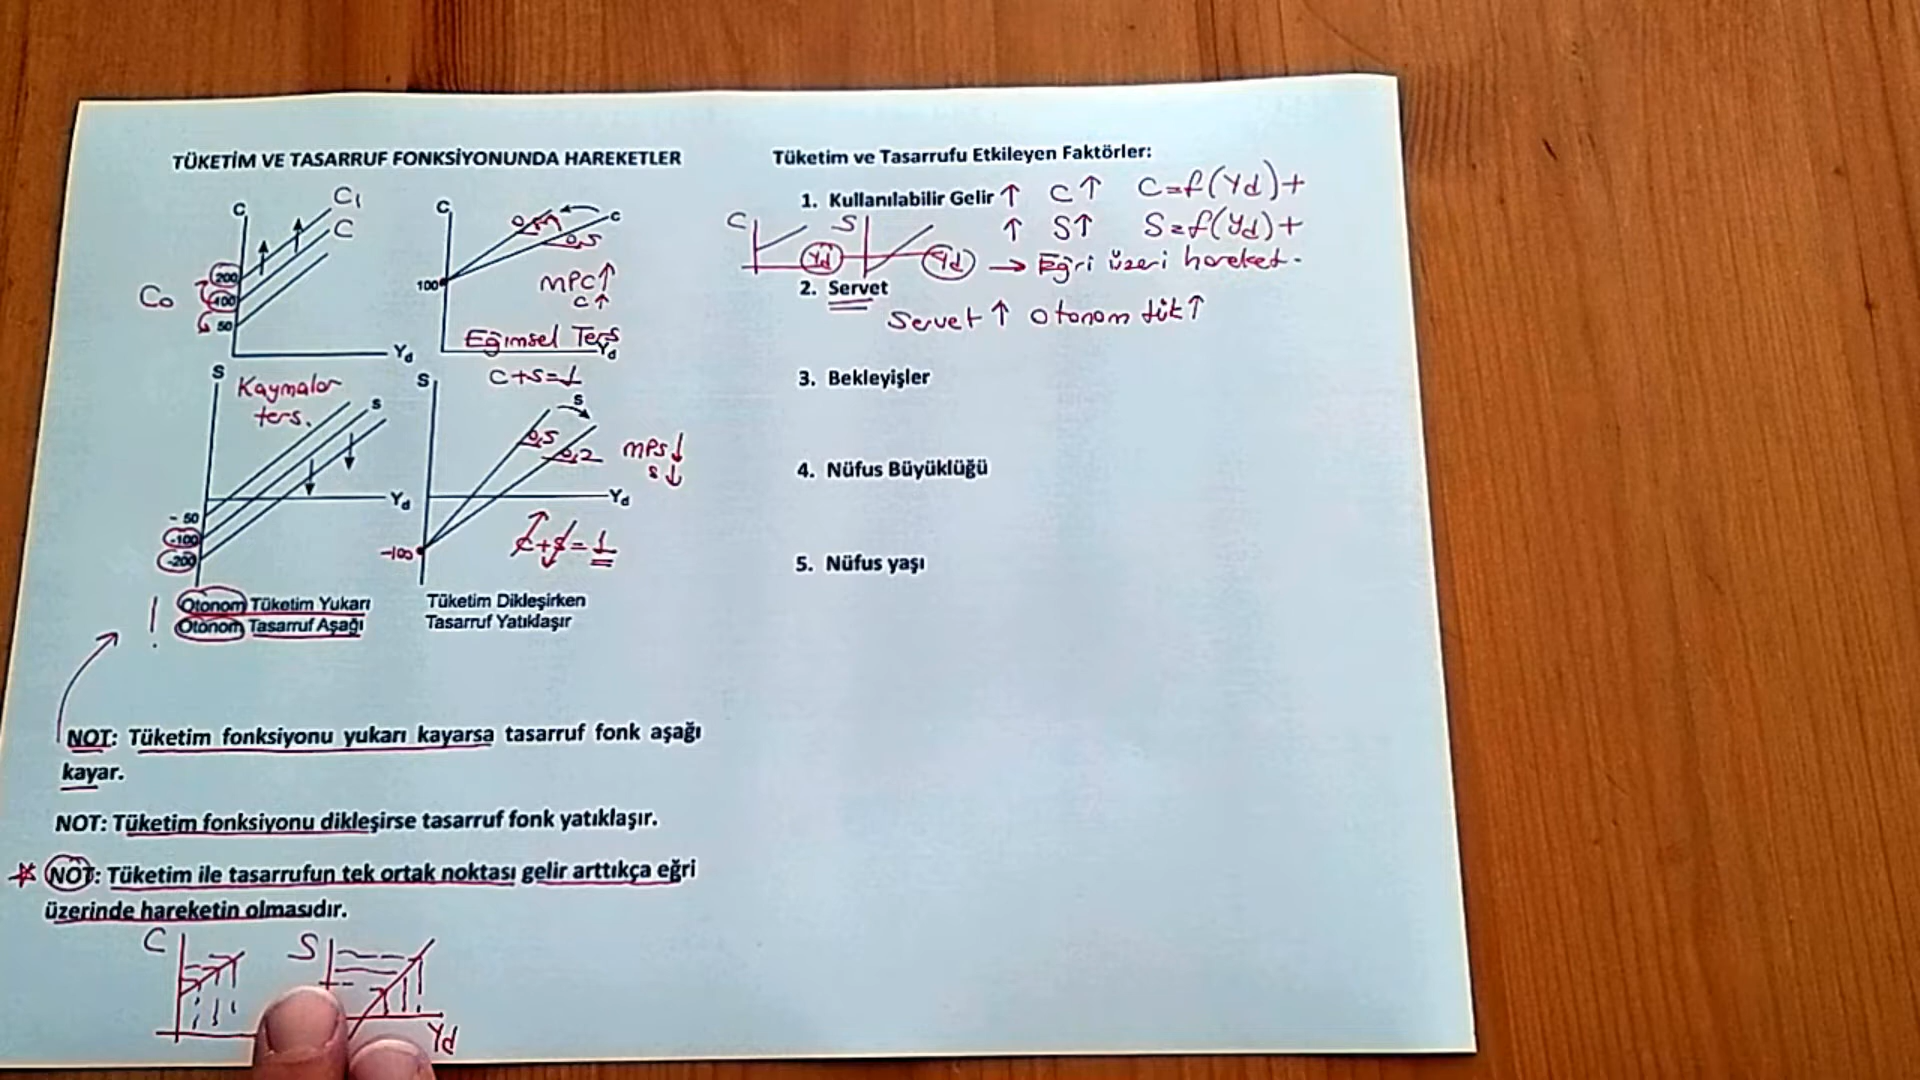 TÜKETİM VE TASARRUF FONKSİYONUNDA HAREKETLER
C
C1
C
200
100
50
C0
Yd
C
0,5
C
100
MPC↑
C↑
Eğimsel Ters
Yd
S
Kaymalar
ters.
S
Yd
- 50
-100
-200
C+S=1
S
S
0,5
0,2
MPS↓
S↓
Yd
-100
C+S=1
! Otonom Tüketim Yukarı
Otonom Tasarruf Aşağı
Tüketim Dikleşirken
Tasarruf Yatıklaşır
NOT: Tüketim fonksiyonu yukarı kayarsa tasarruf fonk aşağı
kayar.
NOT: Tüketim fonksiyonu dikleşirse tasarruf fonk yatıklaşır.
NOT: Tüketim ile tasarrufun tek ortak noktası gelir arttıkça eğri
üzerinde hareketin olmasıdır.
C
S
Yd
Tüketim ve Tasarrufu Etkileyen Faktörler:
1. Kullanılabilir Gelir ↑ C↑ C=f(Yd)+
↑ S↑ S=f(Yd)+
C Yd S Yd → Eğri üzeri hareket.
2. Servet
Servet ↑ otonom tük↑
3. Bekleyişler
4. Nüfus Büyüklüğü
5. Nüfus yaşı